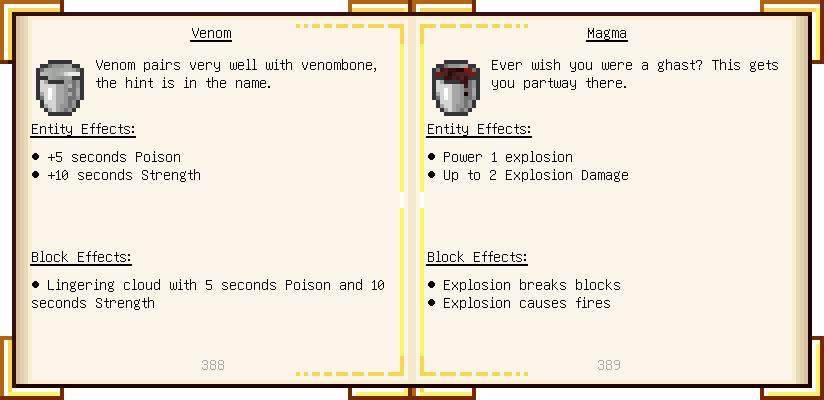 Venom
Venom pairs very well with venombone,
the hint is in the name.
Entity Effects:
● +5 seconds Poison
● +10 seconds Strength
Block Effects:
● Lingering cloud with 5 seconds Poison and 10
seconds Strength
388
Magma
Ever wish you were a ghast? This gets
you partway there.
Entity Effects:
● Power 1 explosion
● Up to 2 Explosion Damage
Block Effects:
● Explosion breaks blocks
● Explosion causes fires
389